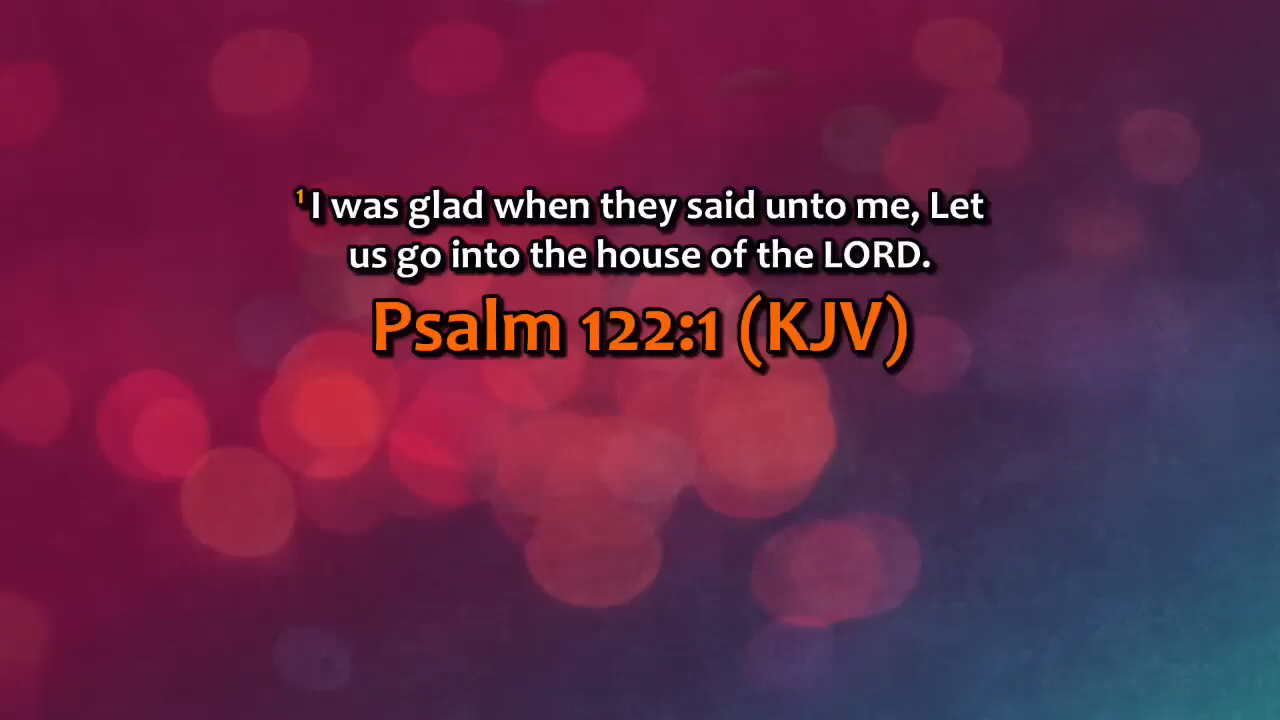 ¹ I was glad when they said unto me, Let
us go into the house of the LORD.
Psalm 122:1 (KJV)